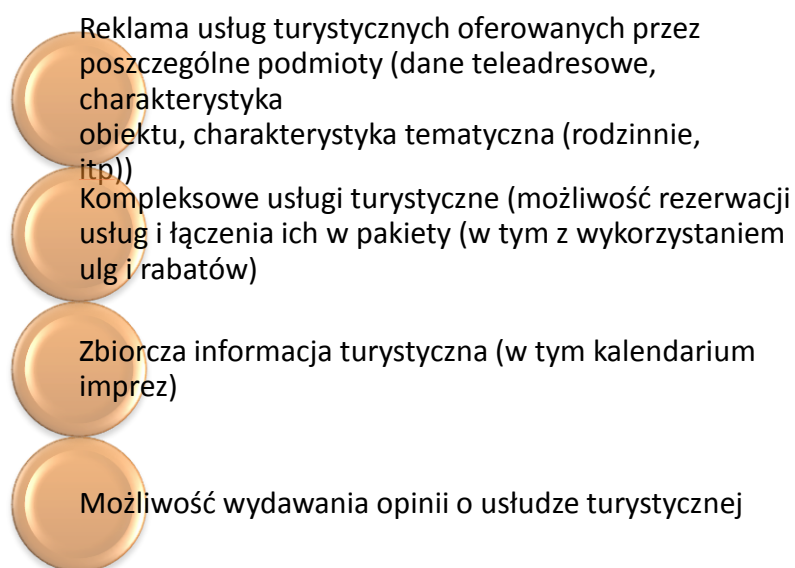 Reklama usług turystycznych oferowanych przez
poszczególne podmioty (dane teleadresowe,
charakterystyka
obiektu, charakterystyka tematyczna (rodzinnie,
itp))
Kompleksowe usługi turystyczne (możliwość rezerwacji
usług i łączenia ich w pakiety (w tym z wykorzystaniem
ulg i rabatów)
Zbiorcza informacja turystyczna (w tym kalendarium
imprez)
Możliwość wydawania opinii o usłudze turystycznej